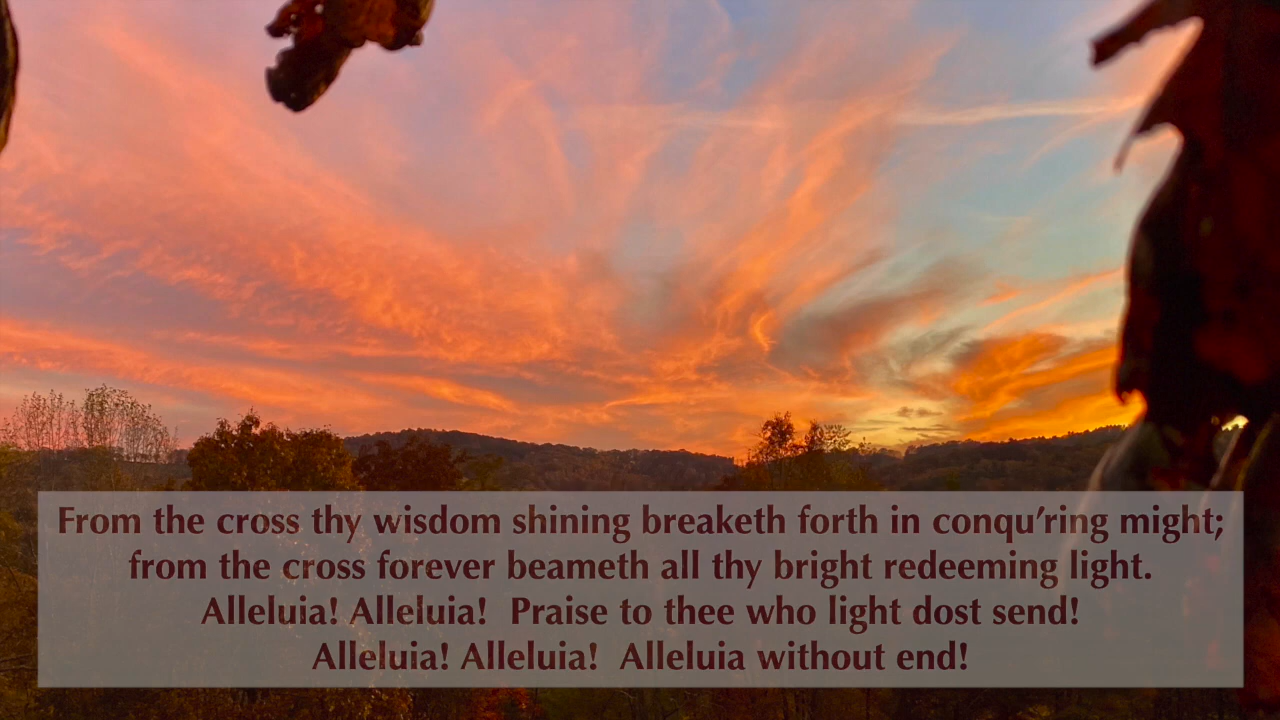 From the cross thy wisdom shining breaketh forth in conqu’ring might;
from the cross forever beameth all thy bright redeeming light.
Alleluia! Alleluia!  Praise to thee who light dost send!
Alleluia! Alleluia!  Alleluia without end!